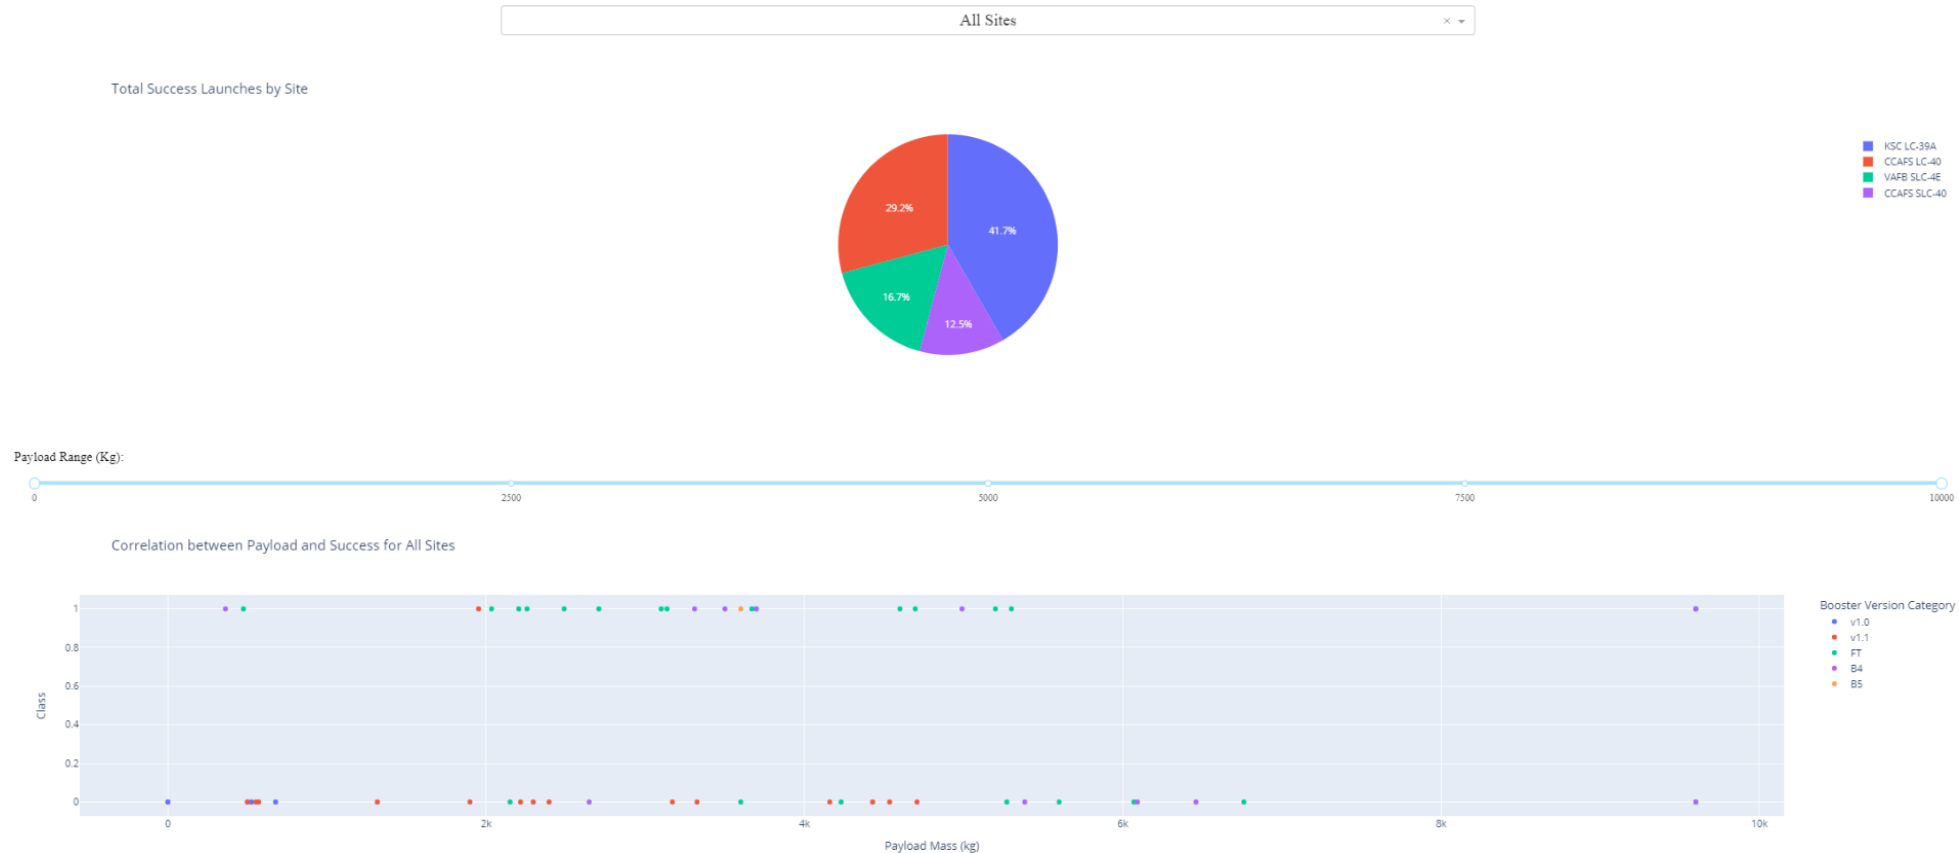 All Sites
Total Success Launches by Site
KSC LC-39A
CCAFS LC-40
VAFB SLC-4E
CCAFS SLC-40
29.2%
41.7%
16.7%
12.5%
Payload Range (Kg):
0 2500 5000 7500 10000
Correlation between Payload and Success for All Sites
Booster Version Category
v1.0
v1.1
FT
B4
B5
Class
1
0.8
0.6
0.4
0.2
0
0 2k 4k 6k 8k 10k
Payload Mass (kg)